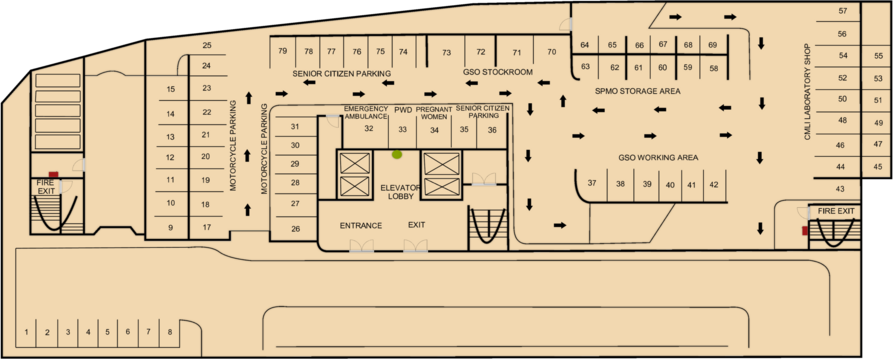 57
56
25
79 78 77 76 75 74 73 72 71 70
64 65 66 67 68 69
54 55
24
SENIOR CITIZEN PARKING
GSO STOCKROOM
63 62 61 60 59 58
52 53
15 23
SPMO STORAGE AREA
50 51
14 22
MOTORCYCLE PARKING
MOTORCYCLE PARKING
EMERGENCY
AMBULANCE
PWD
PREGNANT
WOMEN
SENIOR CITIZEN
PARKING
CMLI LABORATORY SHOP
48 49
31
32 33 34 35 36
13 21
30
46 47
12 20
29
GSO WORKING AREA
44 45
11 19
28
37 38 39 40 41 42
43
FIRE
EXIT
ELEVATOR
LOBBY
10 18
27
FIRE EXIT
9 17
26
ENTRANCE
EXIT
1 2 3 4 5 6 7 8